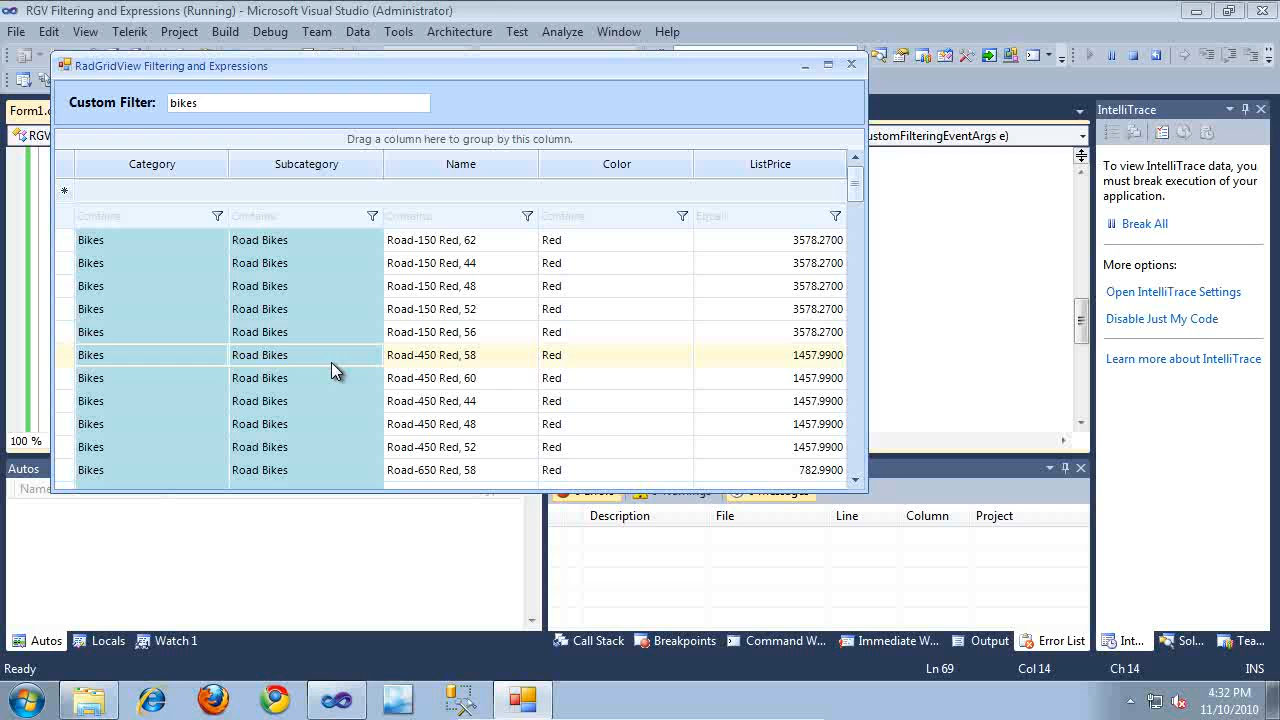 RGV Filtering and Expressions (Running) - Microsoft Visual Studio (Administrator)
File Edit View Telerik Project Build Debug Team Data Tools Architecture Test Analyze Window Help
RadGridView Filtering and Expressions
Custom Filter: bikes
Form1.c
RGV
ustomFilteringEventArgs e)
Drag a column here to group by this column.
Category Subcategory Name Color ListPrice
*
Contains Contains Contains Contains Equals
Bikes Road Bikes Road-150 Red, 62 Red 3578.2700
Bikes Road Bikes Road-150 Red, 44 Red 3578.2700
Bikes Road Bikes Road-150 Red, 48 Red 3578.2700
Bikes Road Bikes Road-150 Red, 52 Red 3578.2700
Bikes Road Bikes Road-150 Red, 56 Red 3578.2700
Bikes Road Bikes Road-450 Red, 58 Red 1457.9900
Bikes Road Bikes Road-450 Red, 60 Red 1457.9900
Bikes Road Bikes Road-450 Red, 44 Red 1457.9900
Bikes Road Bikes Road-450 Red, 48 Red 1457.9900
Bikes Road Bikes Road-450 Red, 52 Red 1457.9900
Bikes Road Bikes Road-650 Red, 58 Red 782.9900
100 %
IntelliTrace
To view IntelliTrace data, you
must break execution of your
application.
Break All
More options:
Open IntelliTrace Settings
Disable Just My Code
Learn more about IntelliTrace
Autos
Name
Description File Line Column Project
Autos Locals Watch 1
Call Stack Breakpoints Command W... Immediate W... Output Error List
Int... Sol... Tea...
Ready Ln 69 Col 14 Ch 14 INS
4:32 PM
11/10/2010